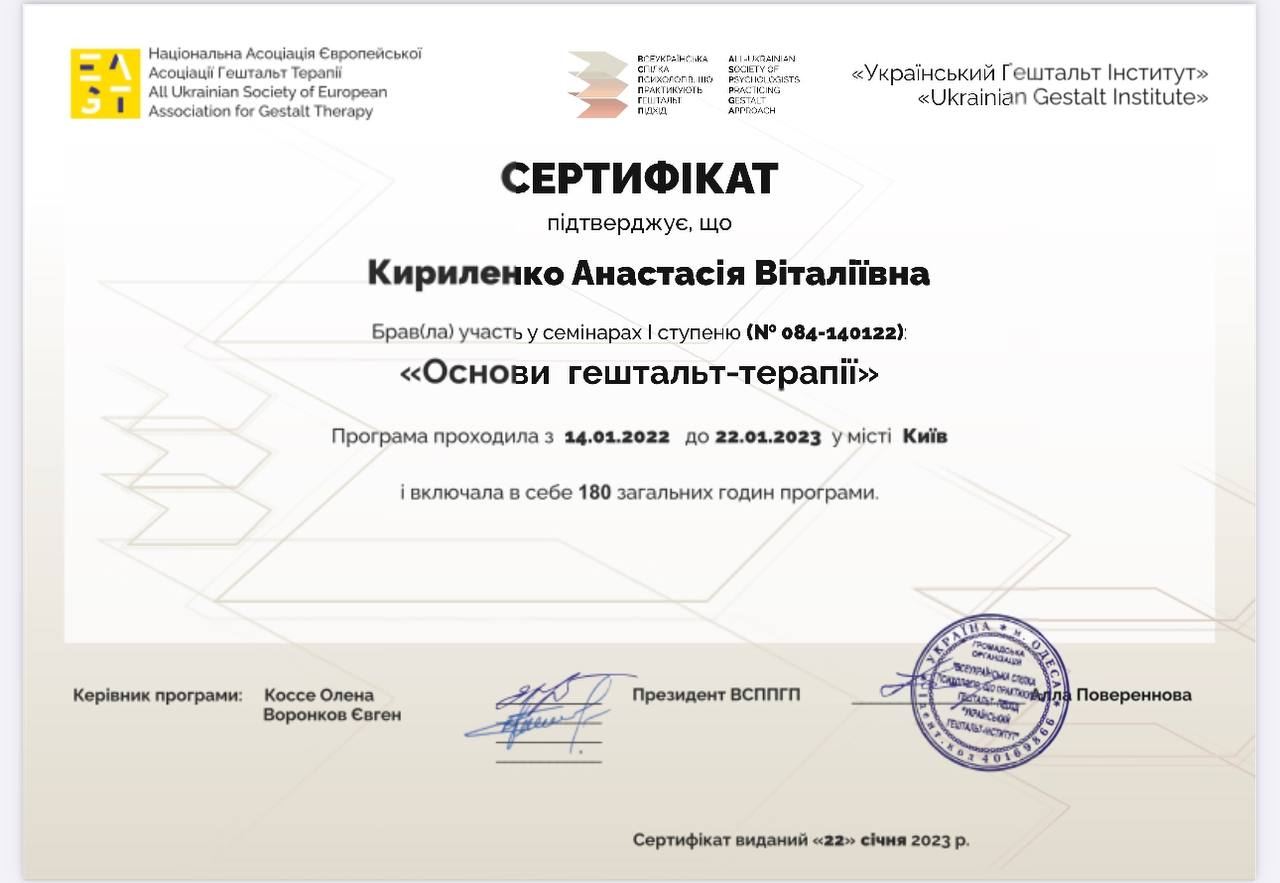 Національна Асоціація Європейської
Асоціації Гештальт Терапії
All Ukrainian Society of European
Association for Gestalt Therapy
ВСЕУКРАЇНСЬКА
СПІЛКА
ПСИХОЛОГІВ, ЩО
ПРАКТИКУЮТЬ
ГЕШТАЛЬТ
ПІДХІД
ALL-UKRAINIAN
SOCIETY OF
PSYCHOLOGISTS
PRACTICING
GESTALT
APPROACH
«Український Ґештальт Інститут»
«Ukrainian Gestalt Institute»
СЕРТИФІКАТ
підтверджує, що
Кириленко Анастасія Віталіївна
Брав(ла) участь у семінарах І ступеню (№ 084-140122):
«Основи гештальт-терапії»
Програма проходила з 14.01.2022 до 22.01.2023 у місті Київ
і включала в себе 180 загальних годин програми.
Керівник програми: Коссе Олена
Воронков Євген
Президент ВСППГП
Алла Повереннова
УКРАЇНА * м. ОДЕСА *
ГРОМАДСЬКА
ОРГАНІЗАЦІЯ
"ВСЕУКРАЇНСЬКА СПІЛКА
ПСИХОЛОГІВ, ЩО ПРАКТИКУЮТЬ
ГЕШТАЛЬТ-ПІДХІД
"УКРАЇНСЬКИЙ
ГЕШТАЛЬТ-ІНСТИТУТ"
Ідент. код 40169866
Сертифікат виданий «22» січня 2023 р.